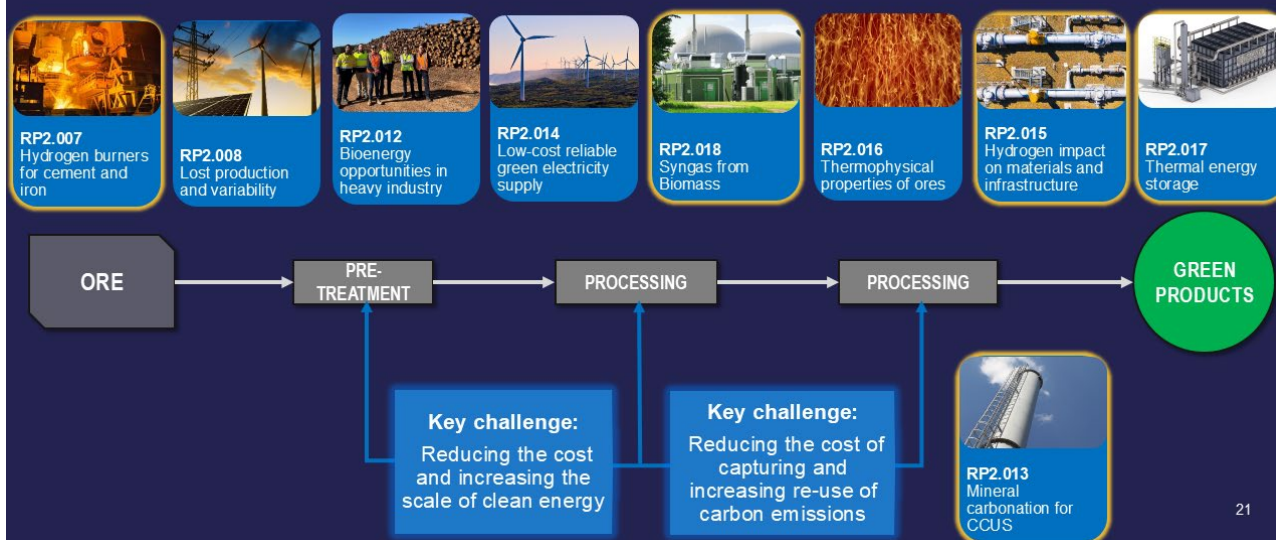 RP2.007
Hydrogen burners
for cement and
iron
RP2.008
Lost production
and variability
RP2.012
Bioenergy
opportunities in
heavy industry
RP2.014
Low-cost reliable
green electricity
supply
RP2.018
Syngas from
Biomass
RP2.016
Thermophysical
properties of ores
RP2.015
Hydrogen impact
on materials and
infrastructure
RP2.017
Thermal energy
storage
ORE
PRE-
TREATMENT
PROCESSING
PROCESSING
GREEN
PRODUCTS
Key challenge:
Reducing the cost
and increasing the
scale of clean energy
Key challenge:
Reducing the cost of
capturing and
increasing re-use of
carbon emissions
RP2.013
Mineral
carbonation for
CCUS
21